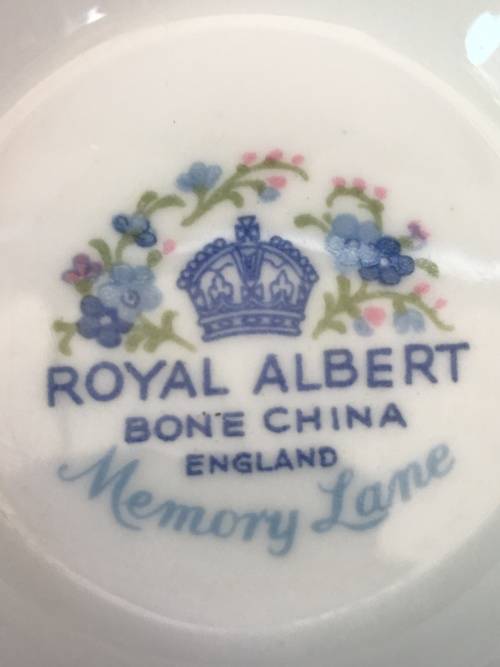 ROYAL ALBERT
BONE CHINA
ENGLAND
Memory Lane